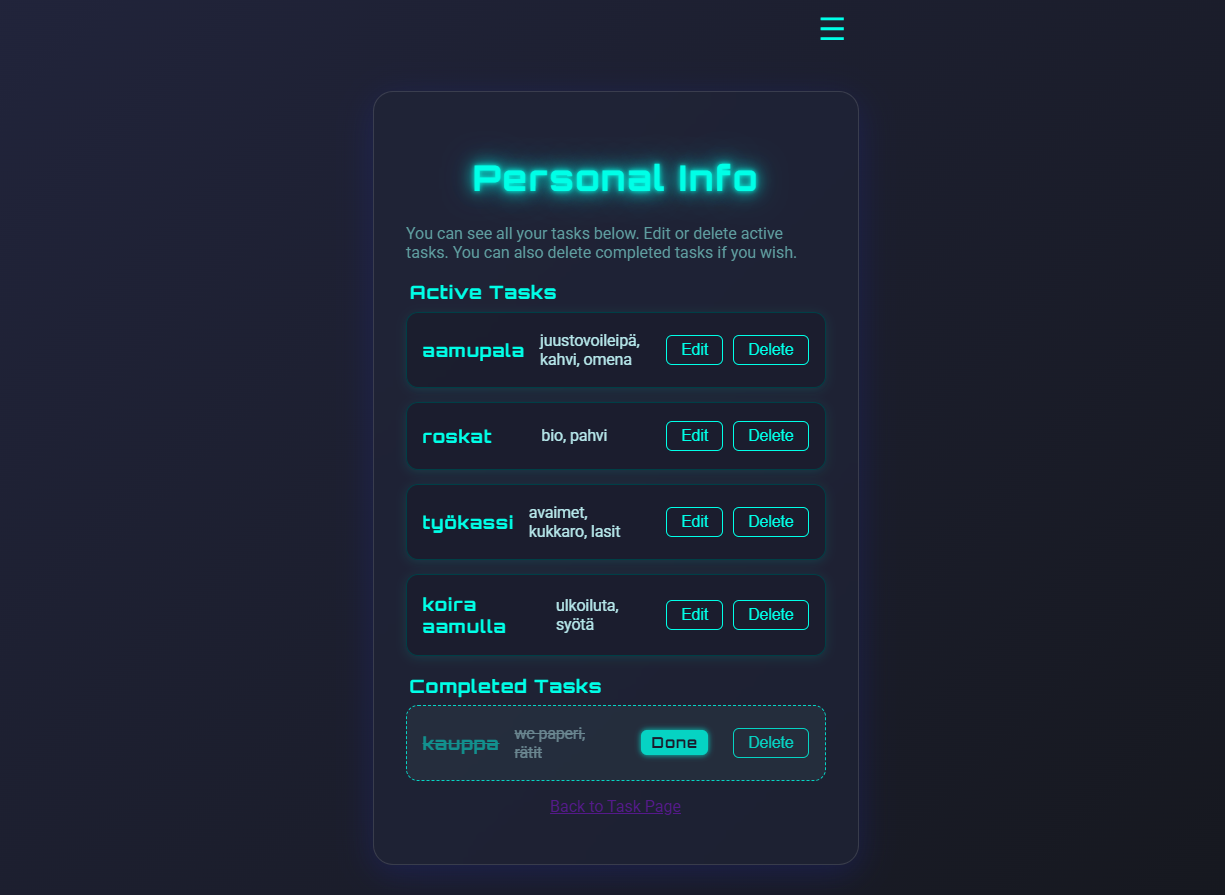 Personal Info
You can see all your tasks below. Edit or delete active
tasks. You can also delete completed tasks if you wish.
Active Tasks
aamupala
juustovoileipä,
kahvi, omena
Edit
Delete
roskat
bio, pahvi
Edit
Delete
työkassi
avaimet,
kukkaro, lasit
Edit
Delete
koira
aamulla
ulkoiluta,
syötä
Edit
Delete
Completed Tasks
kauppa
wc paperi,
rätit
Done
Delete
Back to Task Page